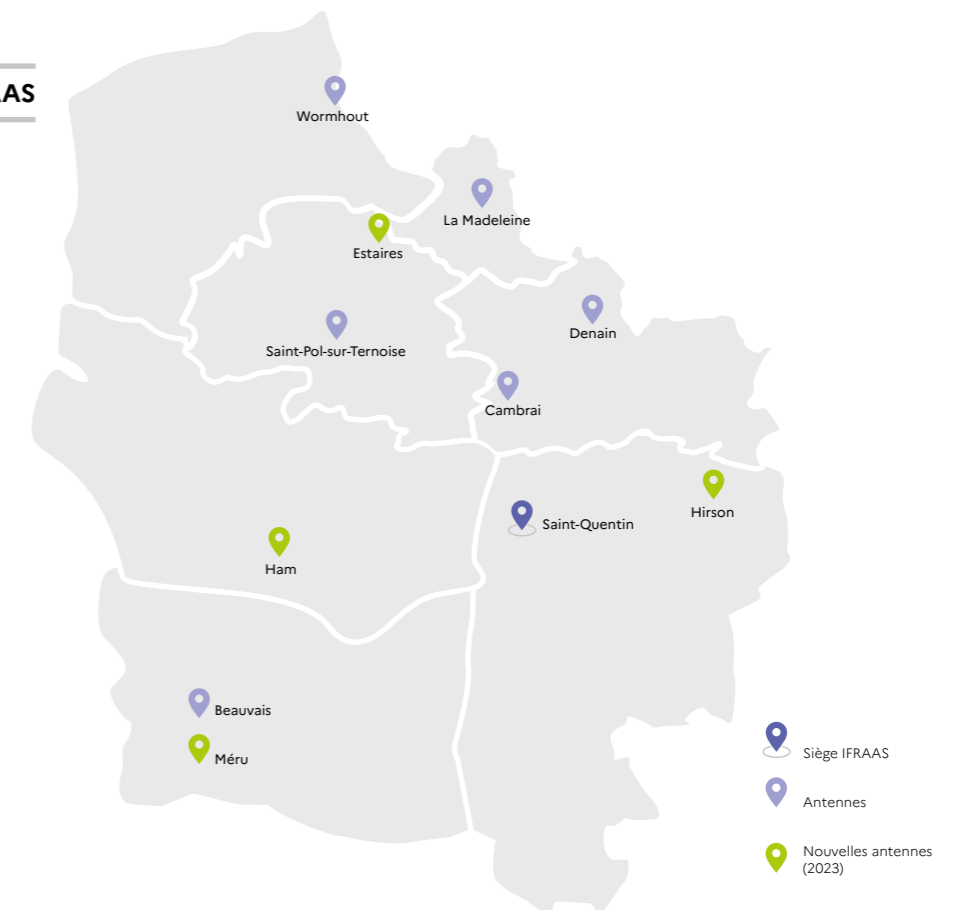 AAS
Wormhout
La Madeleine
Estaires
Denain
Saint-Pol-sur-Ternoise
Cambrai
Hirson
Saint-Quentin
Ham
Beauvais
Méru
Siège IFRAAS
Antennes
Nouvelles antennes
(2023)